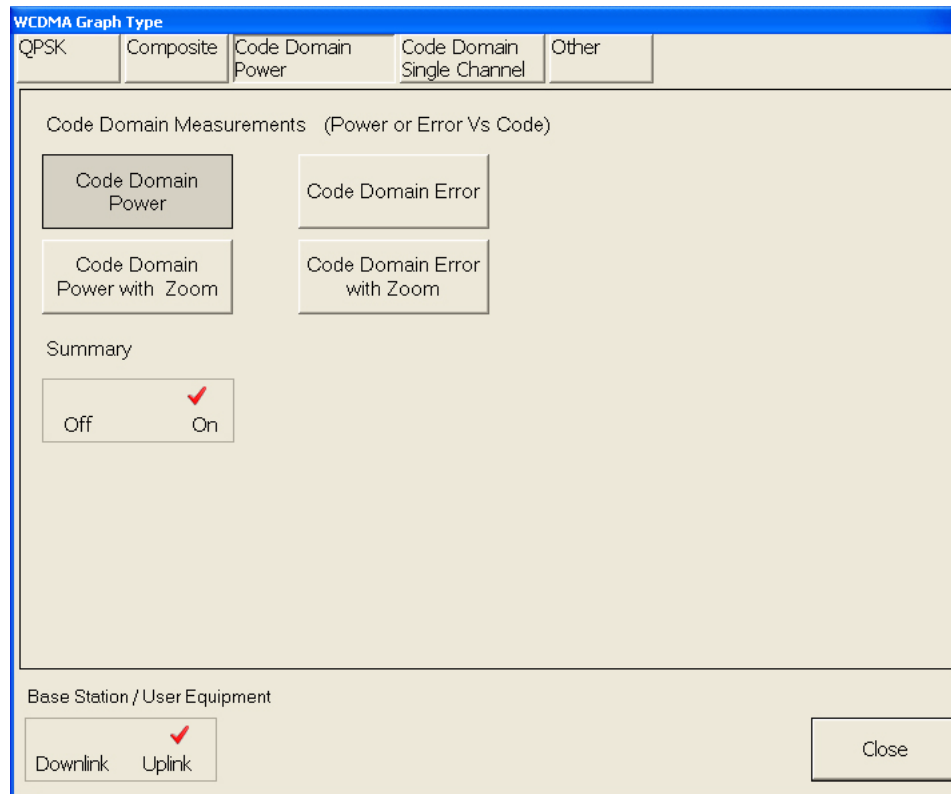 WCDMA Graph Type
QPSK
Composite
Code Domain
Power
Code Domain
Single Channel
Other
Code Domain Measurements (Power or Error Vs Code)
Code Domain
Power
Code Domain Error
Code Domain
Power with Zoom
Code Domain Error
with Zoom
Summary
Off On
Base Station / User Equipment
Downlink Uplink
Close